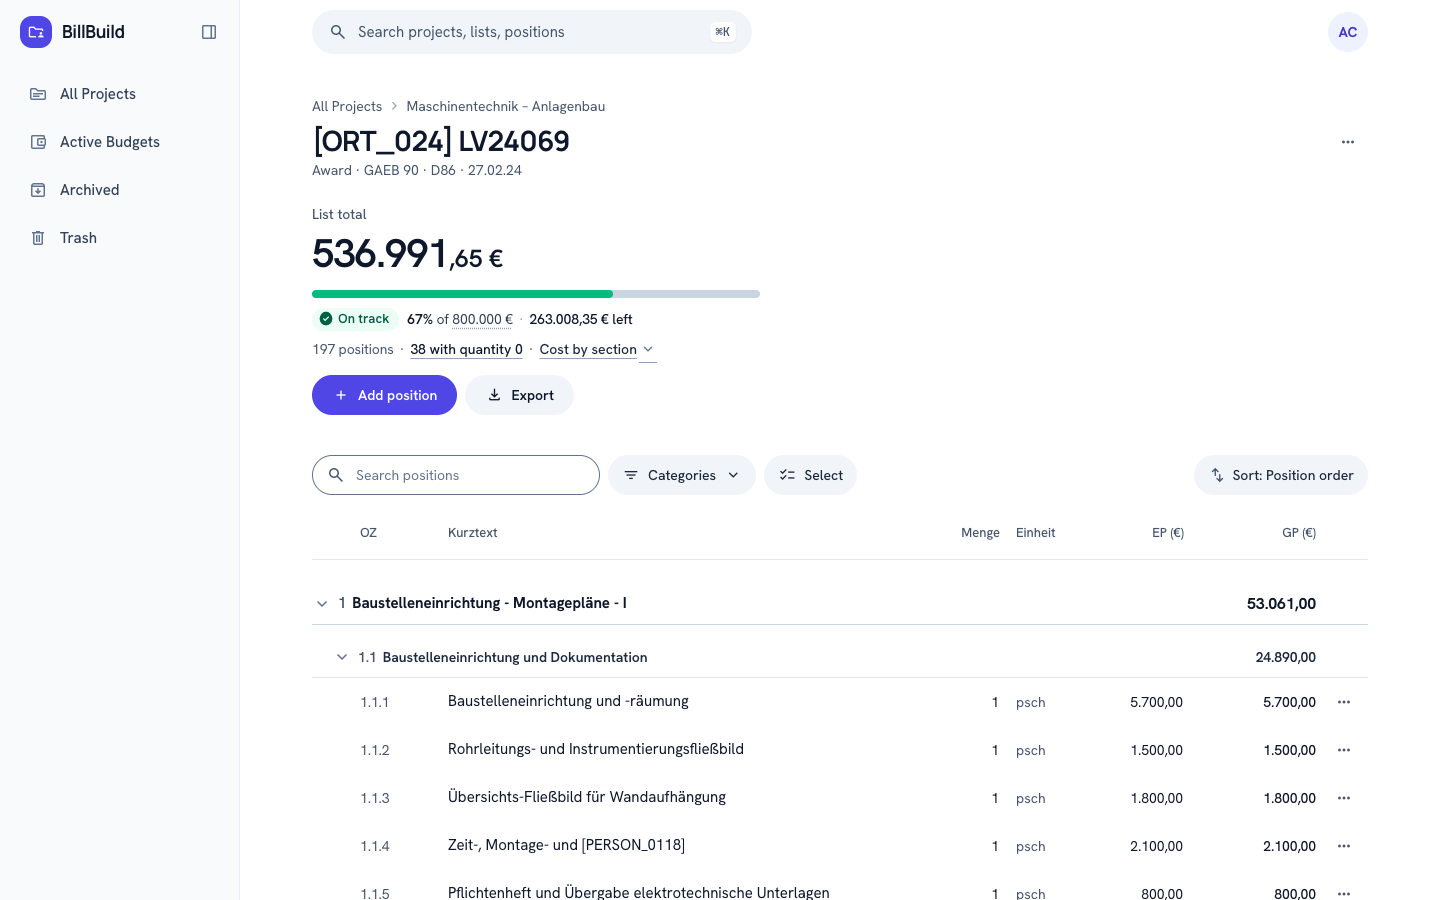 BillBuild
Search projects, lists, positions
⌘K
AC
All Projects
Active Budgets
Archived
Trash
All Projects > Maschinentechnik – Anlagenbau
[ORT_024] LV24069
Award · GAEB 90 · D86 · 27.02.24
List total
536.991,65 €
On track 67% of 800.000 € · 263.008,35 € left
197 positions · 38 with quantity 0 · Cost by section
+ Add position Export
Search positions Categories Select Sort: Position order
OZ Kurztext Menge Einheit EP (€) GP (€)
1 Baustelleneinrichtung - Montagepläne - I 53.061,00
1.1 Baustelleneinrichtung und Dokumentation 24.890,00
1.1.1 Baustelleneinrichtung und -räumung 1 psch 5.700,00 5.700,00
1.1.2 Rohrleitungs- und Instrumentierungsfließbild 1 psch 1.500,00 1.500,00
1.1.3 Übersichts-Fließbild für Wandaufhängung 1 psch 1.800,00 1.800,00
1.1.4 Zeit-, Montage- und [PERSON_0118] 1 psch 2.100,00 2.100,00
1.1.5 Pflichtenheft und Übergabe elektrotechnische Unterlagen 1 psch 800,00 800,00